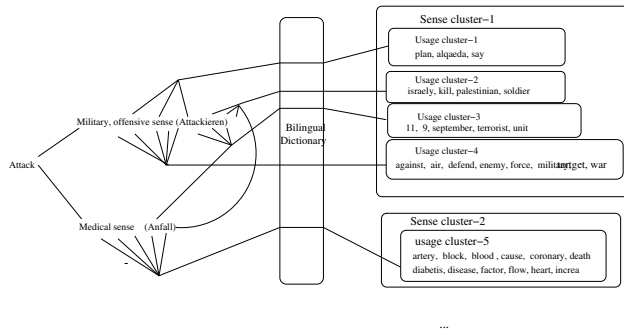 Sense cluster−1
Usage cluster−1
plan, alqaeda, say
Usage cluster−2
israely, kill, palestinian, soldier
Usage cluster−3
11, 9, september, terrorist, unit
Usage cluster−4
against, air, defend, enemy, force, military, target, war
Military, offensive sense (Attackieren)
Bilingual
Dictionary
Attack
Medical sense (Anfall)
-
Sense cluster−2
usage cluster−5
artery, block, blood , cause, coronary, death
diabetis, disease, factor, flow, heart, increa
...